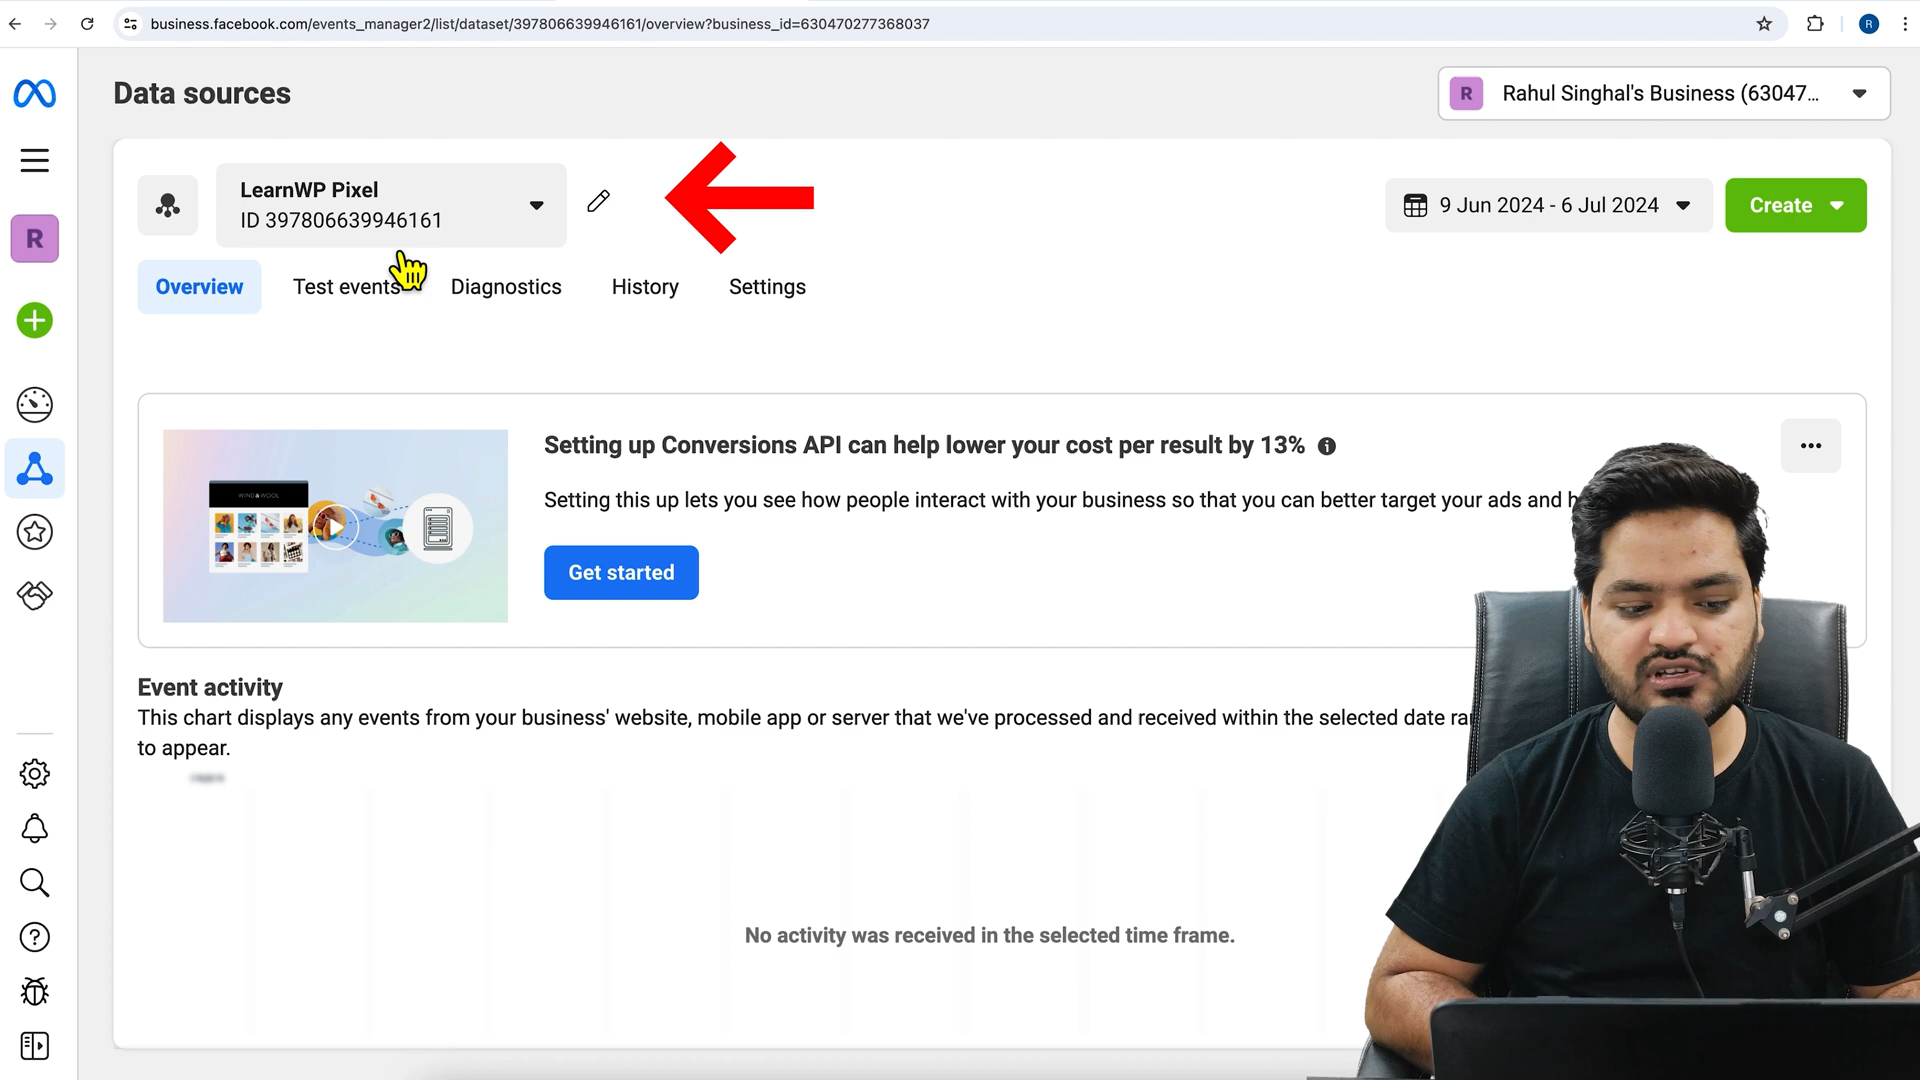 business.facebook.com/events_manager2/list/dataset/397806639946161/overview?business_id=630470277368037
R
Data sources
R Rahul Singhal's Business (63047...
LearnWP Pixel
ID 397806639946161
9 Jun 2024 - 6 Jul 2024
Create
R
Overview
Test events
Diagnostics
History
Settings
Setting up Conversions API can help lower your cost per result by 13%
Setting this up lets you see how people interact with your business so that you can better target your ads and h
WIND&WOOL
Get started
Event activity
This chart displays any events from your business' website, mobile app or server that we've processed and received within the selected date ra
to appear.
No activity was received in the selected time frame.